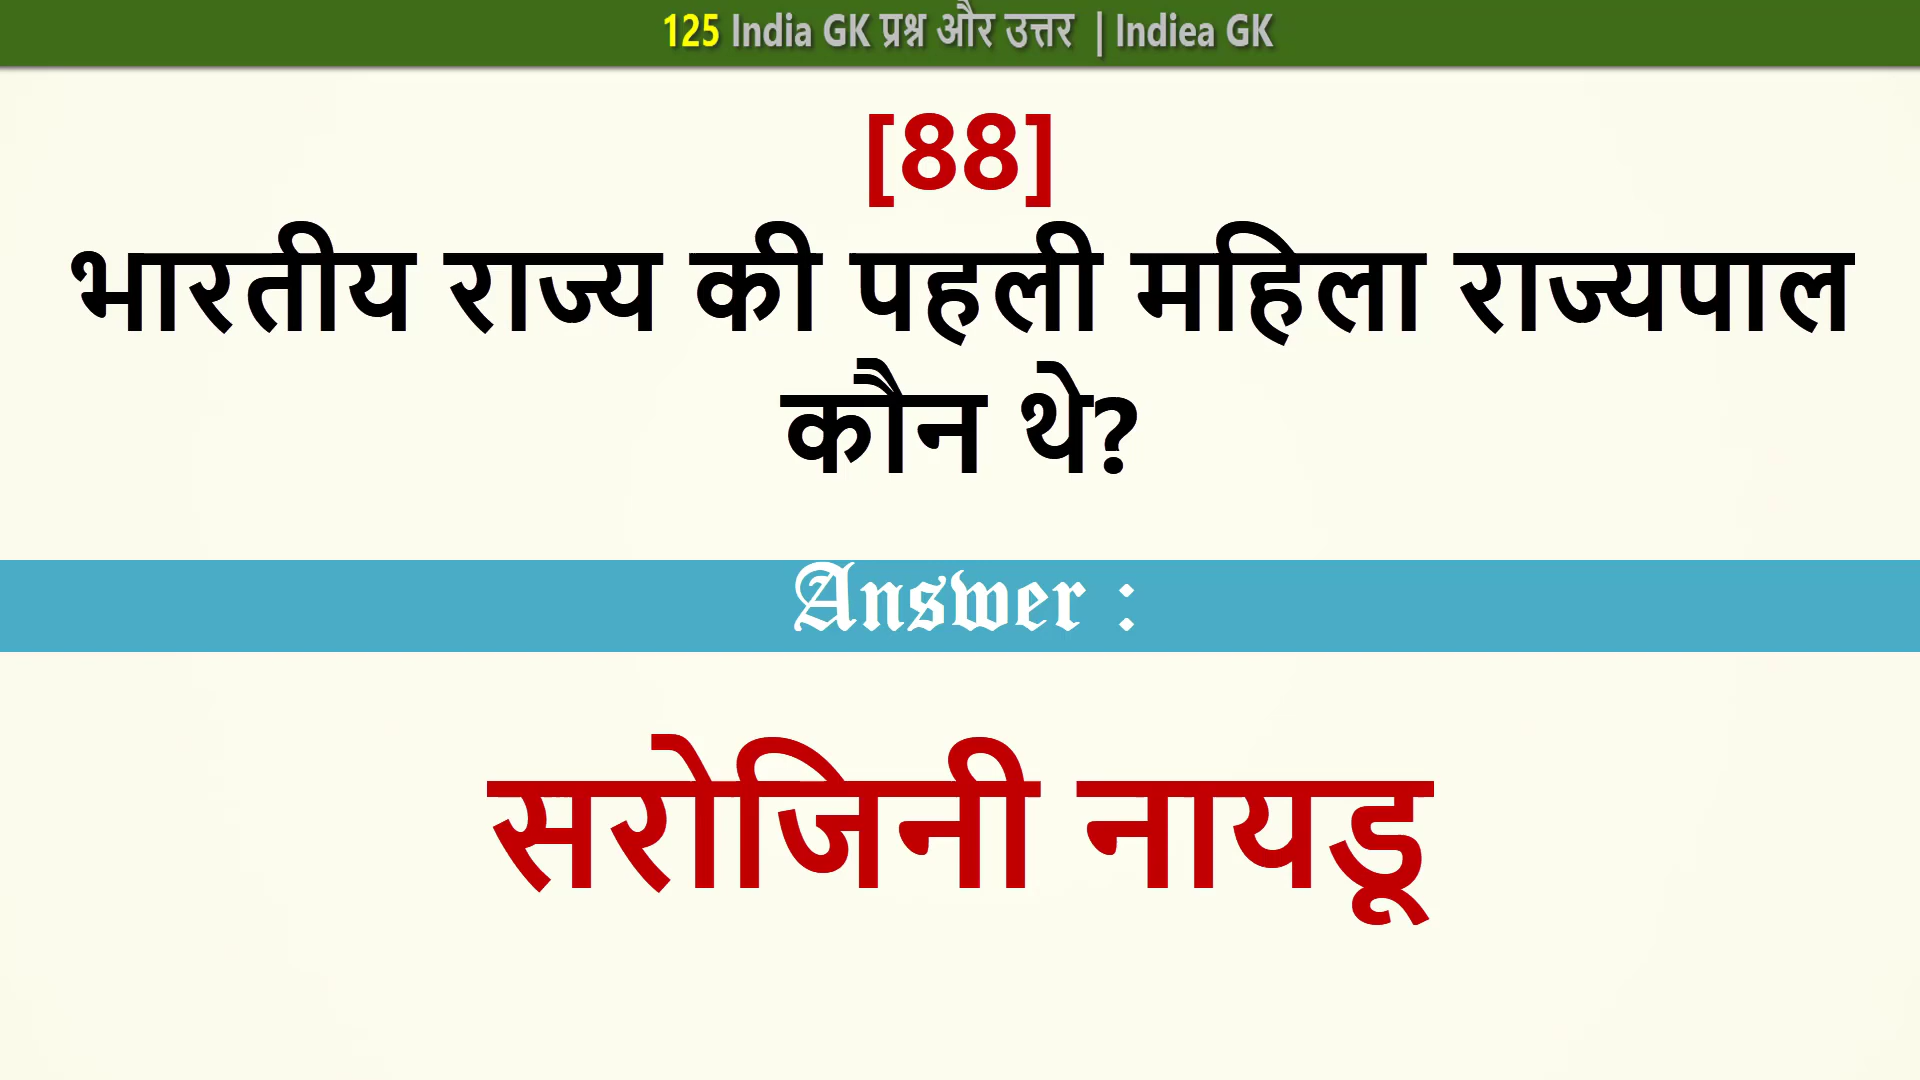 125 India GK प्रश्न और उत्तर | Indiea GK
[88]
भारतीय राज्य की पहली महिला राज्यपाल
कौन थे?
Answer :
सरोजिनी नायडू